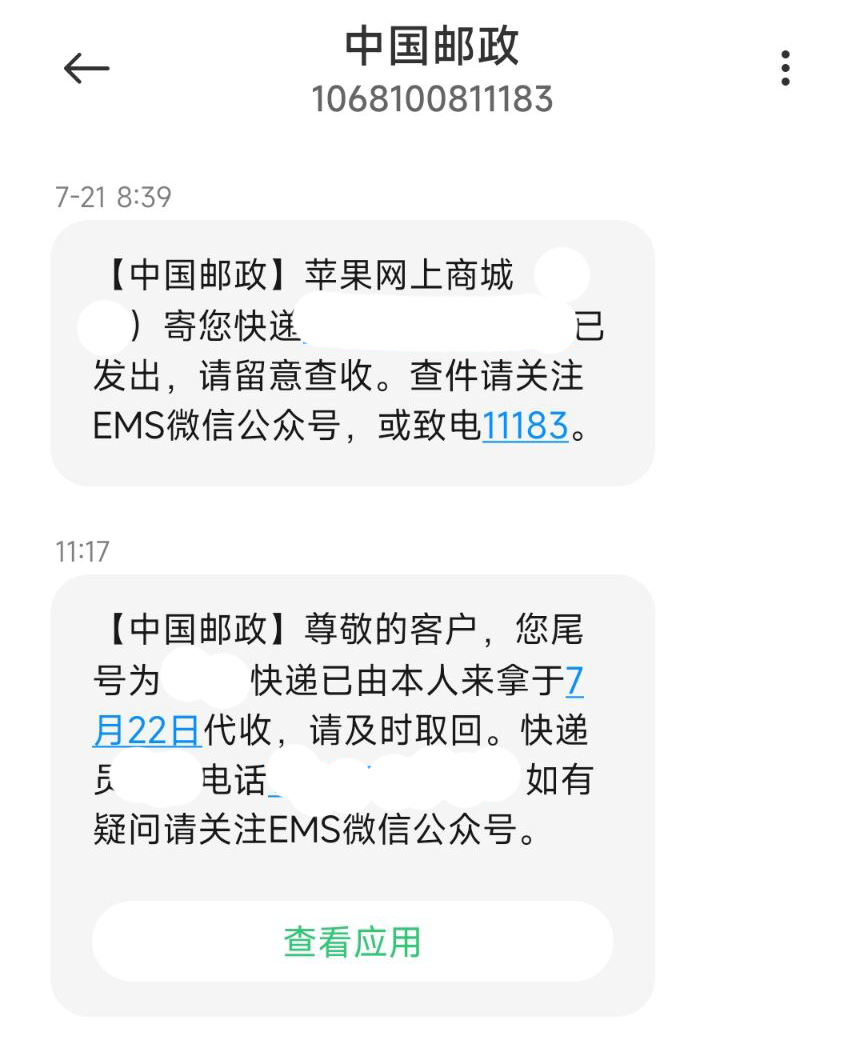 中国邮政
1068100811183
7-21 8:39
【中国邮政】苹果网上商城
）寄您快递已
发出，请留意查收。查件请关注
EMS微信公众号，或致电11183。
11:17
【中国邮政】尊敬的客户，您尾
号为 快递已由本人来拿于7
月22日代收，请及时取回。快递
员 电话 如有
疑问请关注EMS微信公众号。
查看应用